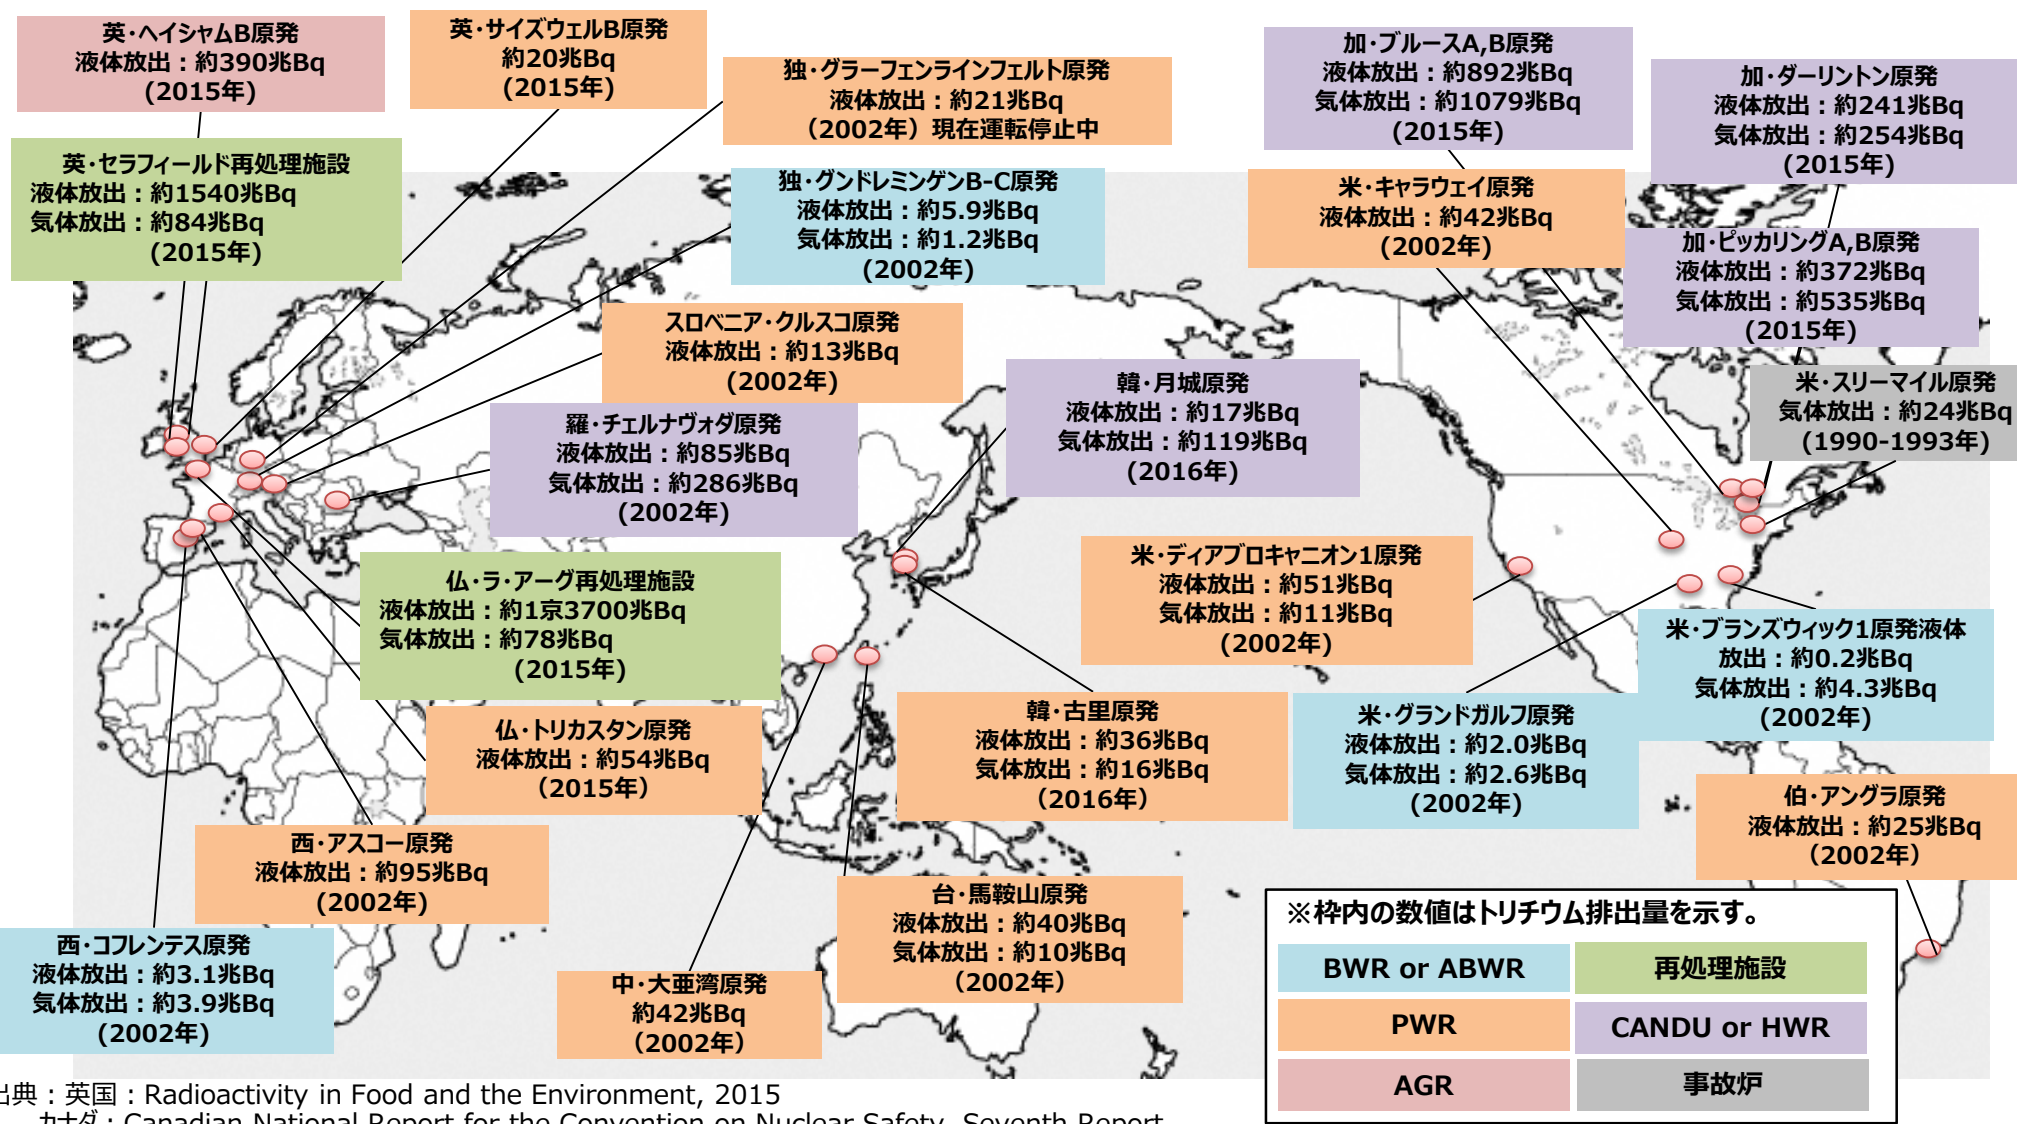 英・ヘイシャムB原発
液体放出：約390兆Bq
(2015年)
英・サイズウェルB原発
約20兆Bq
(2015年)
独・グラーフェンラインフェルト原発
液体放出：約21兆Bq
（2002年）現在運転停止中
加・ブルースA,B原発
液体放出：約892兆Bq
気体放出：約1079兆Bq
(2015年)
加・ダーリントン原発
液体放出：約241兆Bq
気体放出：約254兆Bq
(2015年)
英・セラフィールド再処理施設
液体放出：約1540兆Bq
気体放出：約84兆Bq
(2015年)
独・グンドレミンゲンB-C原発
液体放出：約5.9兆Bq
気体放出：約1.2兆Bq
(2002年)
米・キャラウェイ原発
液体放出：約42兆Bq
(2002年)
加・ピッカリングA,B原発
液体放出：約372兆Bq
気体放出：約535兆Bq
(2015年)
スロベニア・クルスコ原発
液体放出：約13兆Bq
(2002年)
韓・月城原発
液体放出：約17兆Bq
気体放出：約119兆Bq
(2016年)
米・スリーマイル原発
気体放出：約24兆Bq
(1990-1993年)
羅・チェルナヴォダ原発
液体放出：約85兆Bq
気体放出：約286兆Bq
(2002年)
仏・ラ・アーグ再処理施設
液体放出：約1京3700兆Bq
気体放出：約78兆Bq
(2015年)
米・ディアブロキャニオン1原発
液体放出：約51兆Bq
気体放出：約11兆Bq
(2002年)
米・ブランズウィック1原発液体
放出：約0.2兆Bq
気体放出：約4.3兆Bq
(2002年)
仏・トリカスタン原発
液体放出：約54兆Bq
（2015年）
韓・古里原発
液体放出：約36兆Bq
気体放出：約16兆Bq
（2016年）
米・グランドガルフ原発
液体放出：約2.0兆Bq
気体放出：約2.6兆Bq
(2002年)
伯・アングラ原発
液体放出：約25兆Bq
（2002年）
西・アスコー原発
液体放出：約95兆Bq
(2002年)
台・馬鞍山原発
液体放出：約40兆Bq
気体放出：約10兆Bq
（2002年）
西・コフレンテス原発
液体放出：約3.1兆Bq
気体放出：約3.9兆Bq
(2002年)
中・大亜湾原発
約42兆Bq
（2002年）
※枠内の数値はトリチウム排出量を示す。
BWR or ABWR
再処理施設
PWR
CANDU or HWR
AGR
事故炉
出典：英国：Radioactivity in Food and the Environment, 2015
カナダ：Canadian National Report for the Convention on Nuclear Safety, Seventh Report